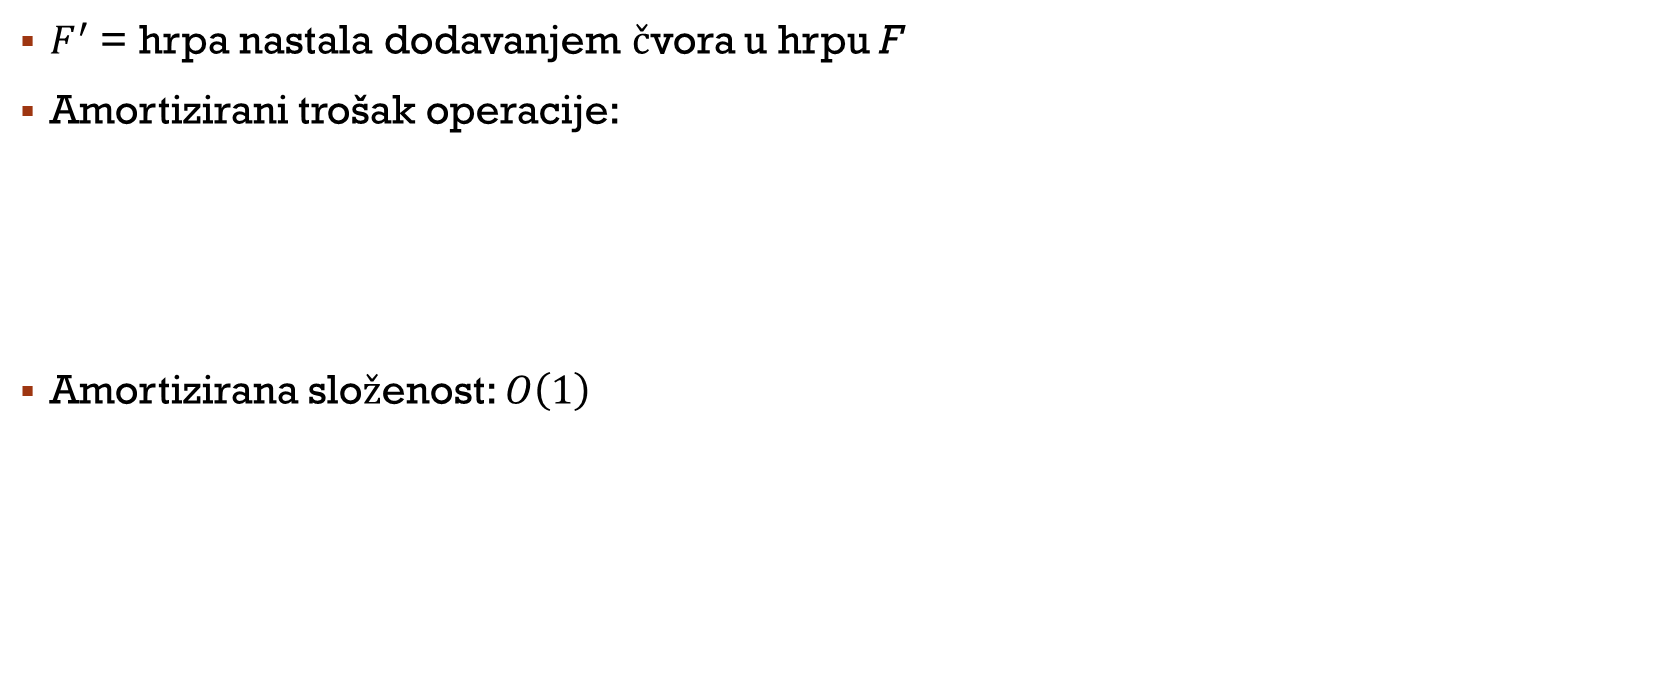 ▪ F′ = hrpa nastala dodavanjem čvora u hrpu F
▪ Amortizirani trošak operacije:
▪ Amortizirana složenost: O(1)